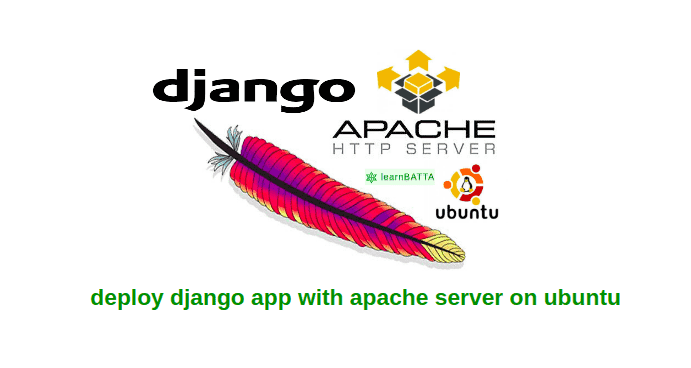 django
APACHE
HTTP SERVER
learnBATTA
ubuntu
deploy django app with apache server on ubuntu